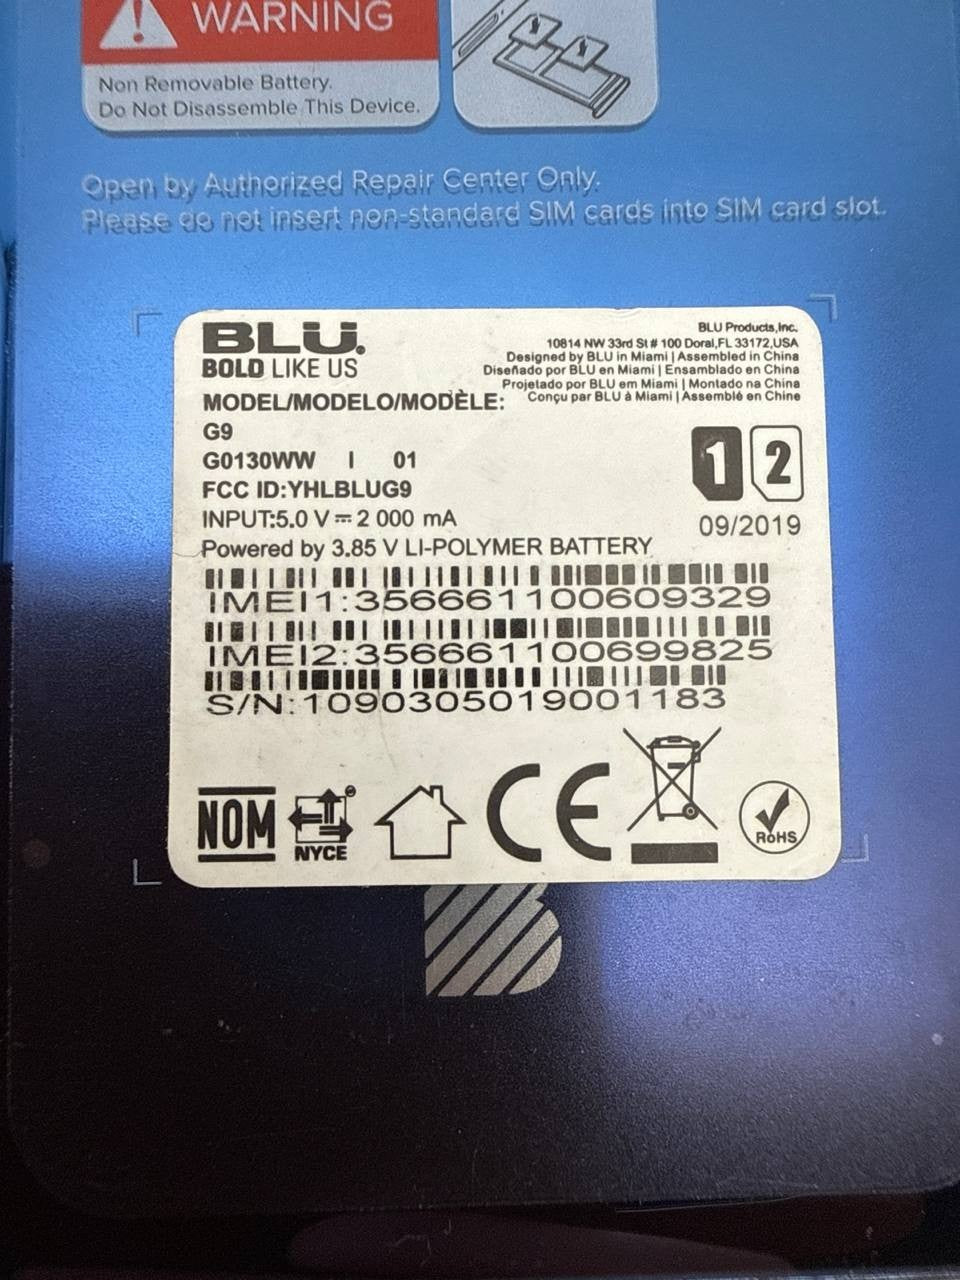 WARNING
Non Removable Battery.
Do Not Disassemble This Device.
Open by Authorized Repair Center Only.
Please do not insert non-standard SIM cards into SIM card slot.
BLU.
BOLD LIKE US
BLU Products,Inc.
10814 NW 33rd St # 100 Doral,FL 33172,USA
Designed by BLU in Miami | Assembled in China
Diseñado por BLU en Miami | Ensamblado en China
Projetado por BLU em Miami | Montado na China
Conçu par BLU à Miami | Assemblé en Chine
MODEL/MODELO/MODÈLE:
G9
G0130WW I 01
FCC ID:YHLBLUG9
INPUT:5.0 V⎓2 000 mA
Powered by 3.85 V LI-POLYMER BATTERY
1 2
09/2019
IMEI1:356661100609329
IMEI2:356661100699825
S/N:1090305019001183
NOM
NYCE
CE
RoHS
B